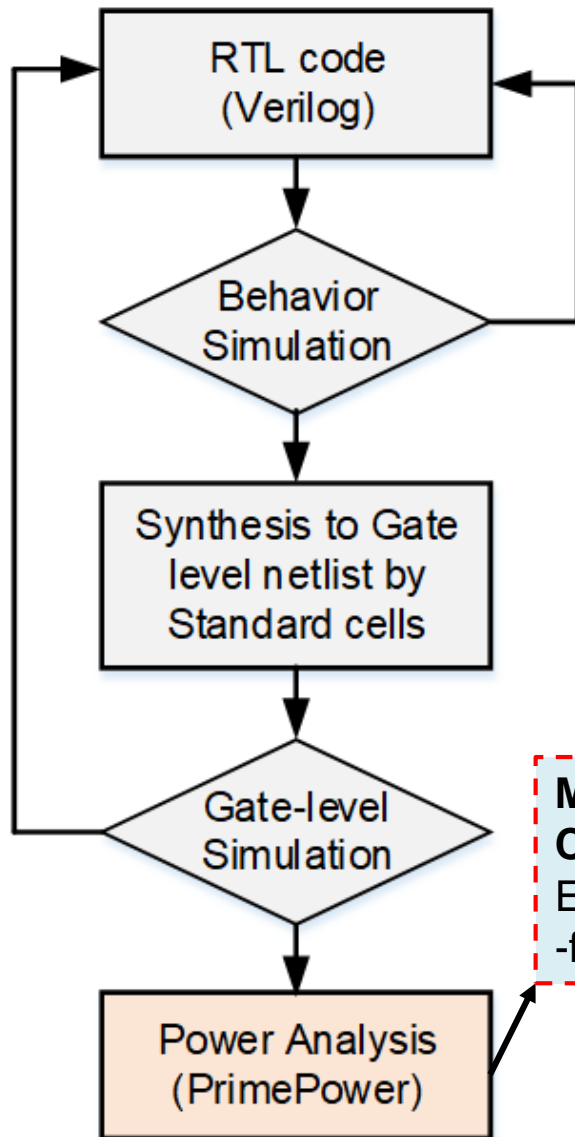 RTL code
(Verilog)
Behavior
Simulation
Synthesis to Gate
level netlist by
Standard cells
Gate-level
Simulation
Power Analysis
(PrimePower)